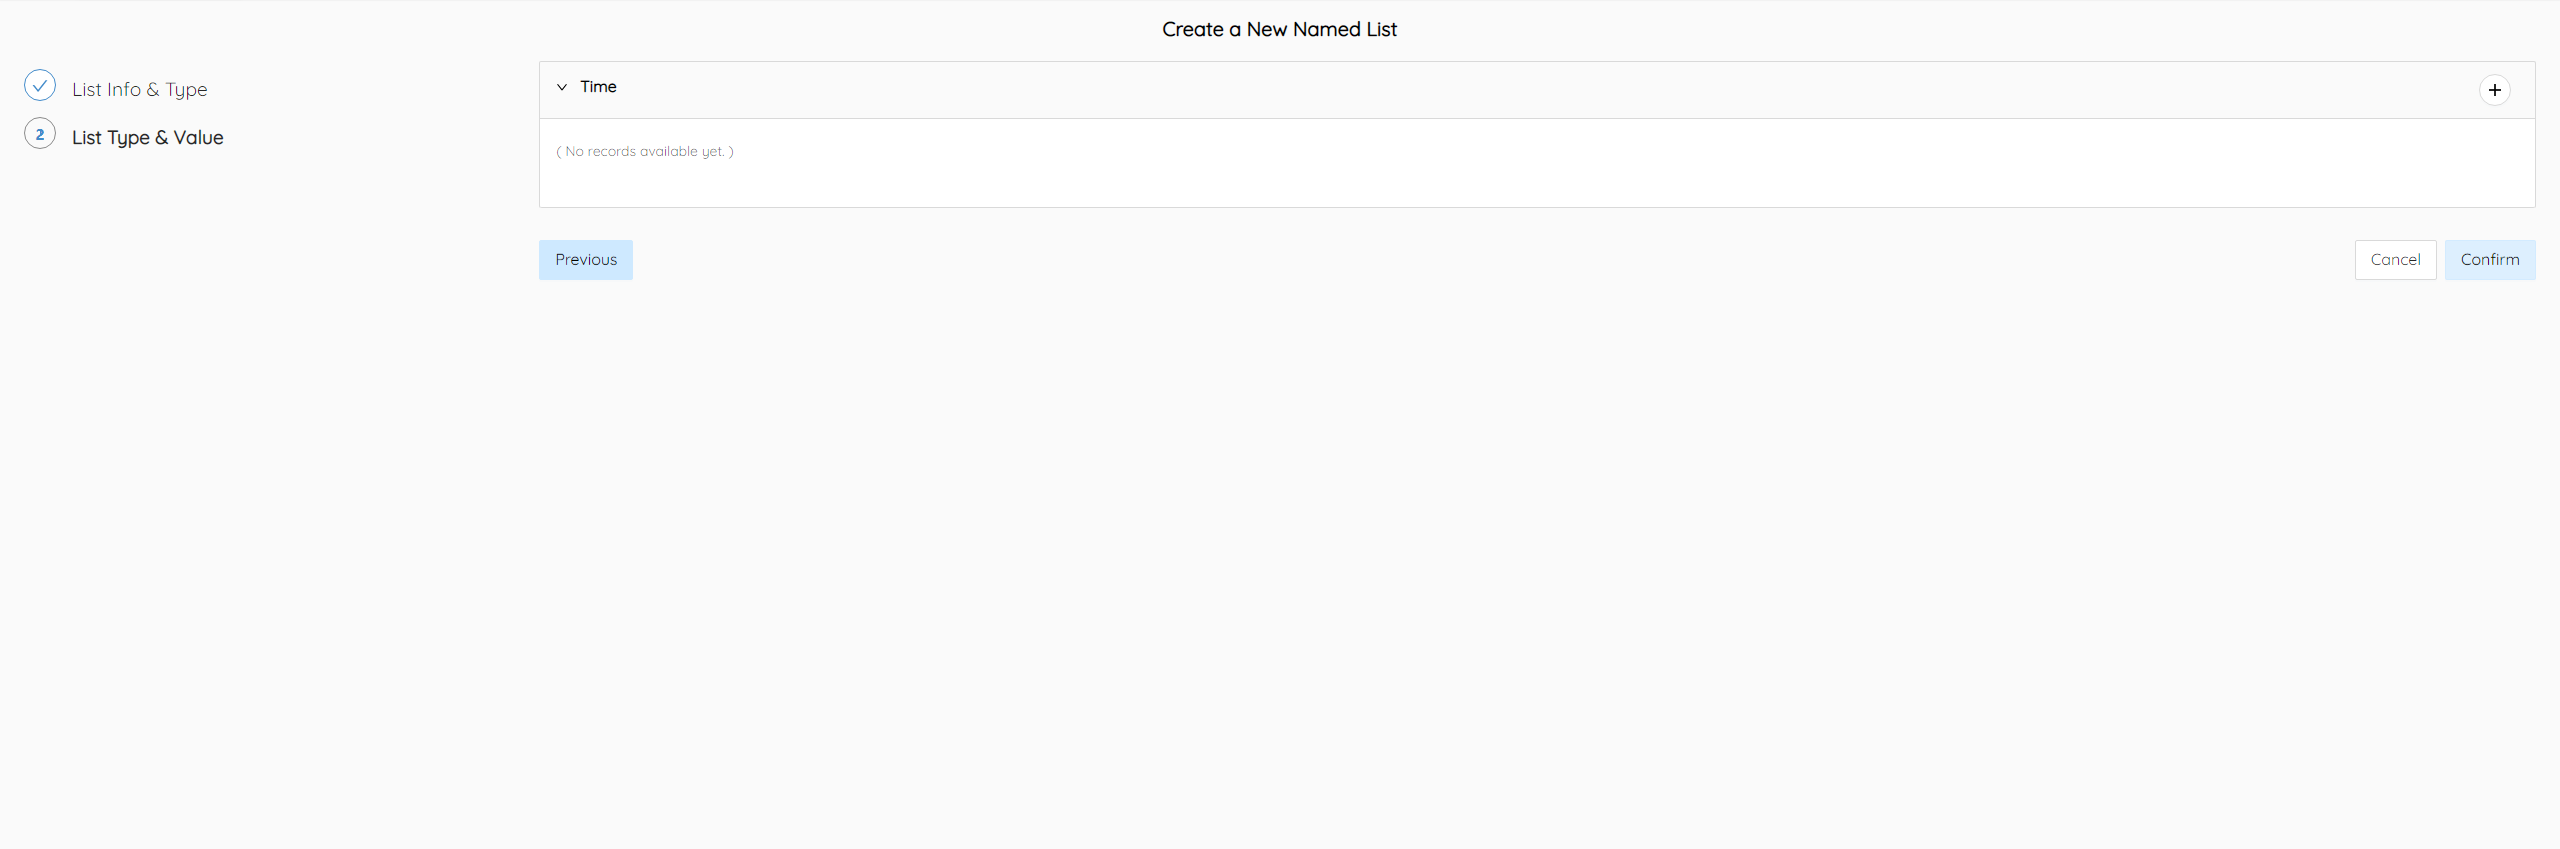 Create a New Named List
List Info & Type
2 List Type & Value
Time
( No records available yet. )
Previous
Cancel
Confirm